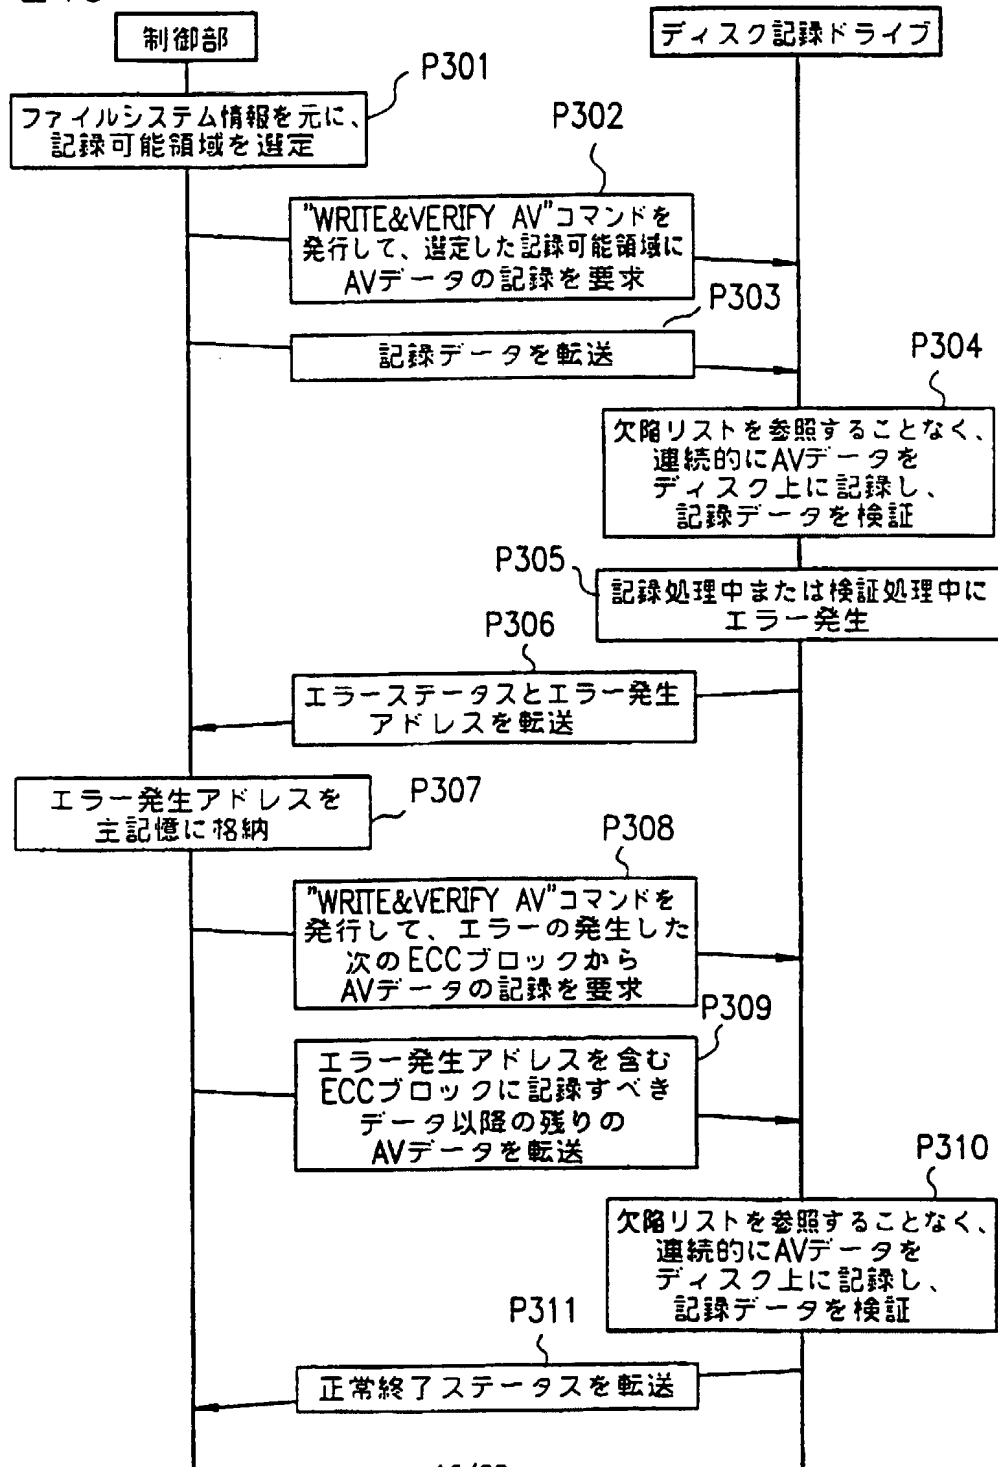 制御部
ディスク記録ドライブ
P301
ファイルシステム情報を元に、
記録可能領域を選定
P302
"WRITE&VERIFY AV"コマンドを
発行して、選定した記録可能領域に
AVデータの記録を要求
P303
記録データを転送
P304
欠陥リストを参照することなく、
連続的にAVデータを
ディスク上に記録し、
記録データを検証
P305
記録処理中または検証処理中に
エラー発生
P306
エラーステータスとエラー発生
アドレスを転送
P307
エラー発生アドレスを
主記憶に格納
P308
"WRITE&VERIFY AV"コマンドを
発行して、エラーの発生した
次のECCブロックから
AVデータの記録を要求
P309
エラー発生アドレスを含む
ECCブロックに記録すべき
データ以降の残りの
AVデータを転送
P310
欠陥リストを参照することなく、
連続的にAVデータを
ディスク上に記録し、
記録データを検証
P311
正常終了ステータスを転送